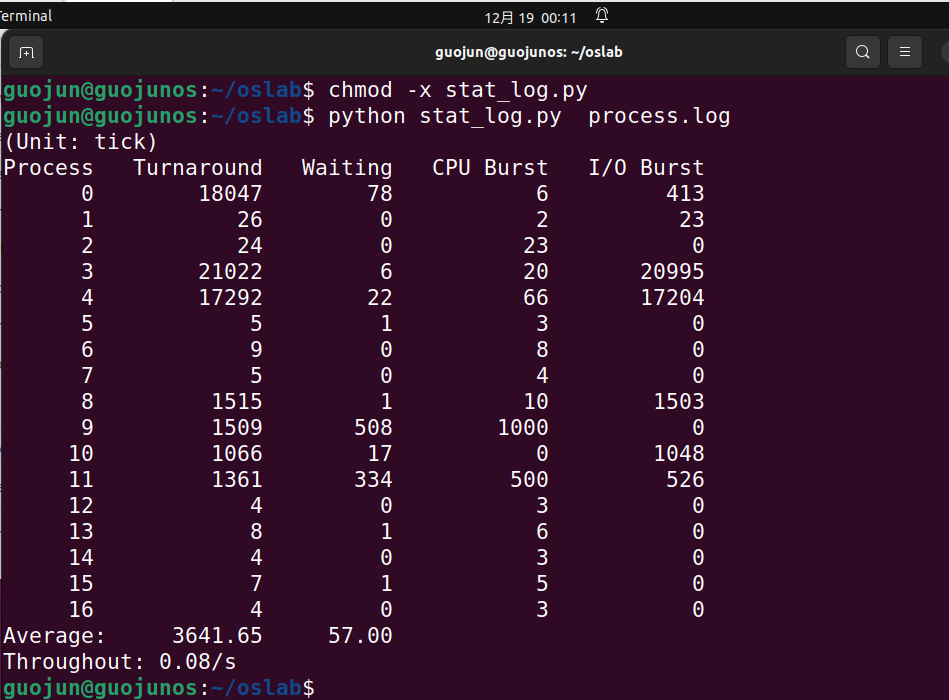 Terminal
12月 19 00:11
guojun@guojunos: ~/oslab
guojun@guojunos:~/oslab$ chmod -x stat_log.py
guojun@guojunos:~/oslab$ python stat_log.py  process.log
(Unit: tick)
Process   Turnaround   Waiting   CPU Burst   I/O Burst
      0        18047        78           6         413
      1           26         0           2          23
      2           24         0          23           0
      3        21022         6          20       20995
      4        17292        22          66       17204
      5            5         1           3           0
      6            9         0           8           0
      7            5         0           4           0
      8         1515         1          10        1503
      9         1509       508        1000           0
     10         1066        17           0        1048
     11         1361       334         500         526
     12            4         0           3           0
     13            8         1           6           0
     14            4         0           3           0
     15            7         1           5           0
     16            4         0           3           0
Average:     3641.65     57.00
Throughout: 0.08/s
guojun@guojunos:~/oslab$